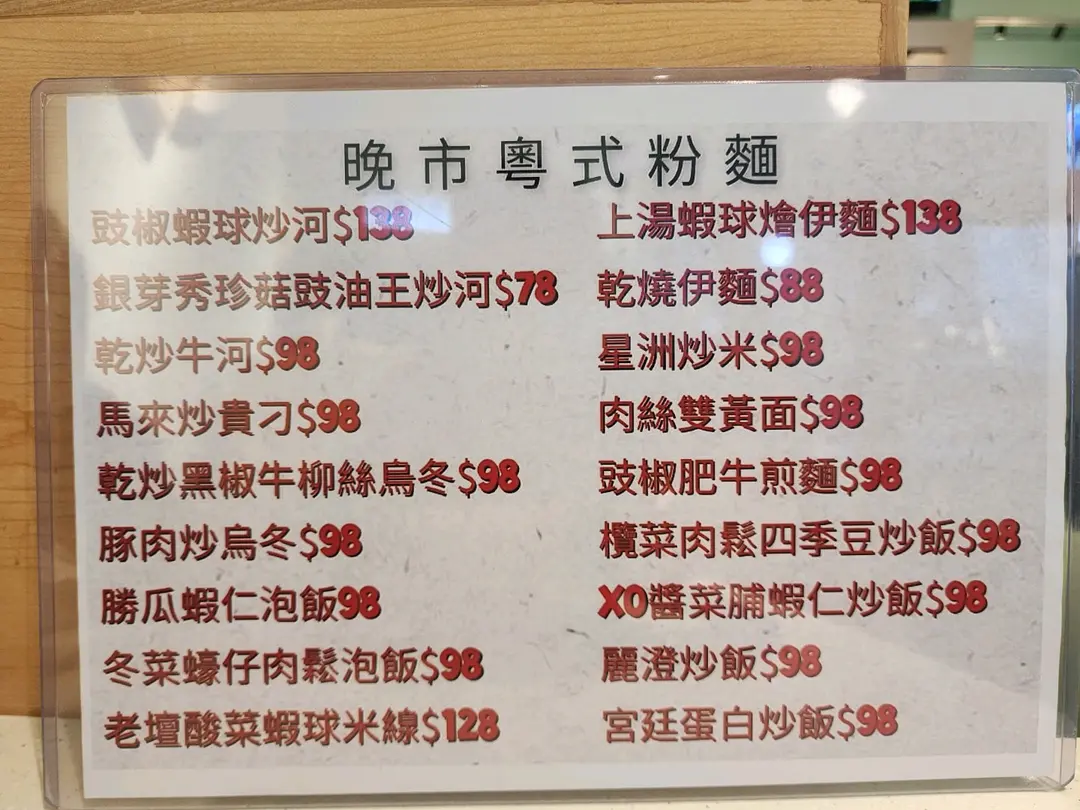 晚市粵式粉麵
豉椒蝦球炒河$138
銀芽秀珍菇豉油王炒河$78
乾炒牛河$98
馬來炒貴刁$98
乾炒黑椒牛柳絲烏冬$98
豚肉炒烏冬$98
勝瓜蝦仁泡飯98
冬菜蠔仔肉鬆泡飯$98
老壇酸菜蝦球米線$128
上湯蝦球燴伊麵$138
乾燒伊麵$88
星洲炒米$98
肉絲雙黃面$98
豉椒肥牛煎麵$98
欖菜肉鬆四季豆炒飯$98
XO醬菜脯蝦仁炒飯$98
麗澄炒飯$98
宮廷蛋白炒飯$98